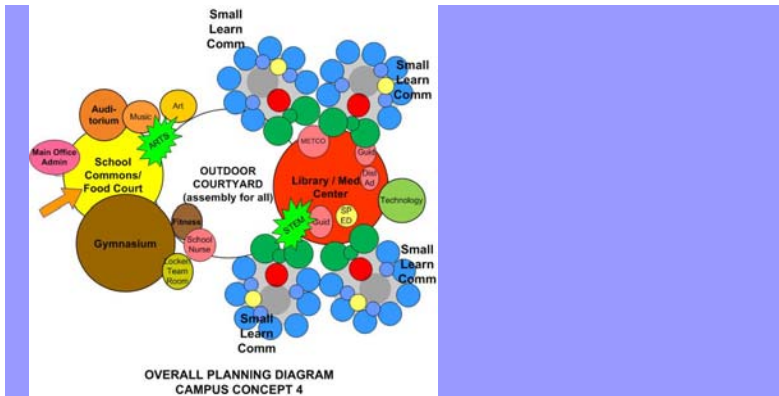 Small
Learn
Comm
Small
Learn
Comm
Audi-
torium
Music
Art
ARTS
Main Office
Admin
School
Commons/
Food Court
METCO
Guid
Dist
Ad
OUTDOOR
COURTYARD
(assembly for all)
Library / Med
Center
Technology
Gymnasium
Fitness
School
Nurse
Locker/
Team
Room
STEM
Guid
SP
ED
Small
Learn
Comm
Small
Learn
Comm
OVERALL PLANNING DIAGRAM
CAMPUS CONCEPT 4